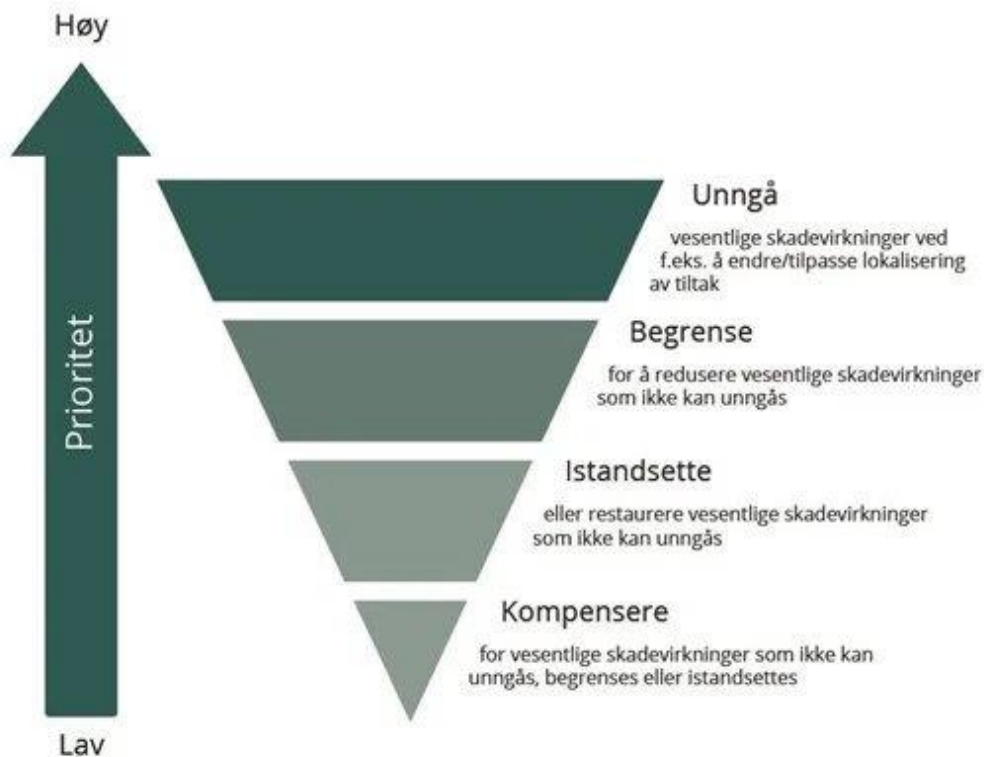 Høy
Prioritet
Lav
Unngå
vesentlige skadevirkninger ved
f.eks. å endre/tilpasse lokalisering
av tiltak
Begrense
for å redusere vesentlige skadevirkninger
som ikke kan unngås
Istandsette
eller restaurere vesentlige skadevirkninger
som ikke kan unngås
Kompensere
for vesentlige skadevirkninger som ikke kan
unngås, begrenses eller istandsettes